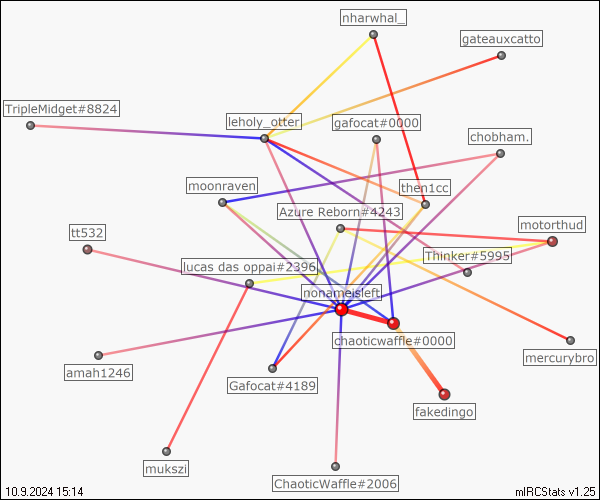 nharwhal_
gateauxcatto
TripleMidget#8824
leholy_otter
gafocat#0000
chobham.
moonraven
then1cc
Azure Reborn#4243
tt532
motorthud
Thinker#5995
lucas das oppai#2396
nonameisleft
chaoticwaffle#0000
mercurybro
amah1246
Gafocat#4189
fakedingo
mukszi
ChaoticWaffle#2006
10.9.2024 15:14
mIRCStats v1.25